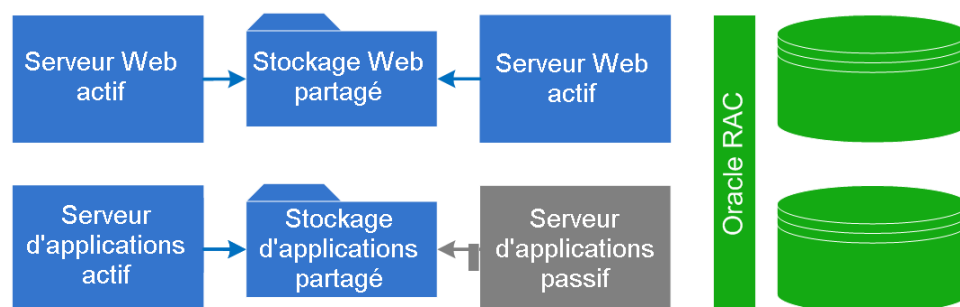 Serveur Web
actif
Stockage Web
partagé
Serveur Web
actif
Serveur
d'applications
actif
Stockage
d'applications
partagé
Serveur
d'applications
passif
Oracle RAC